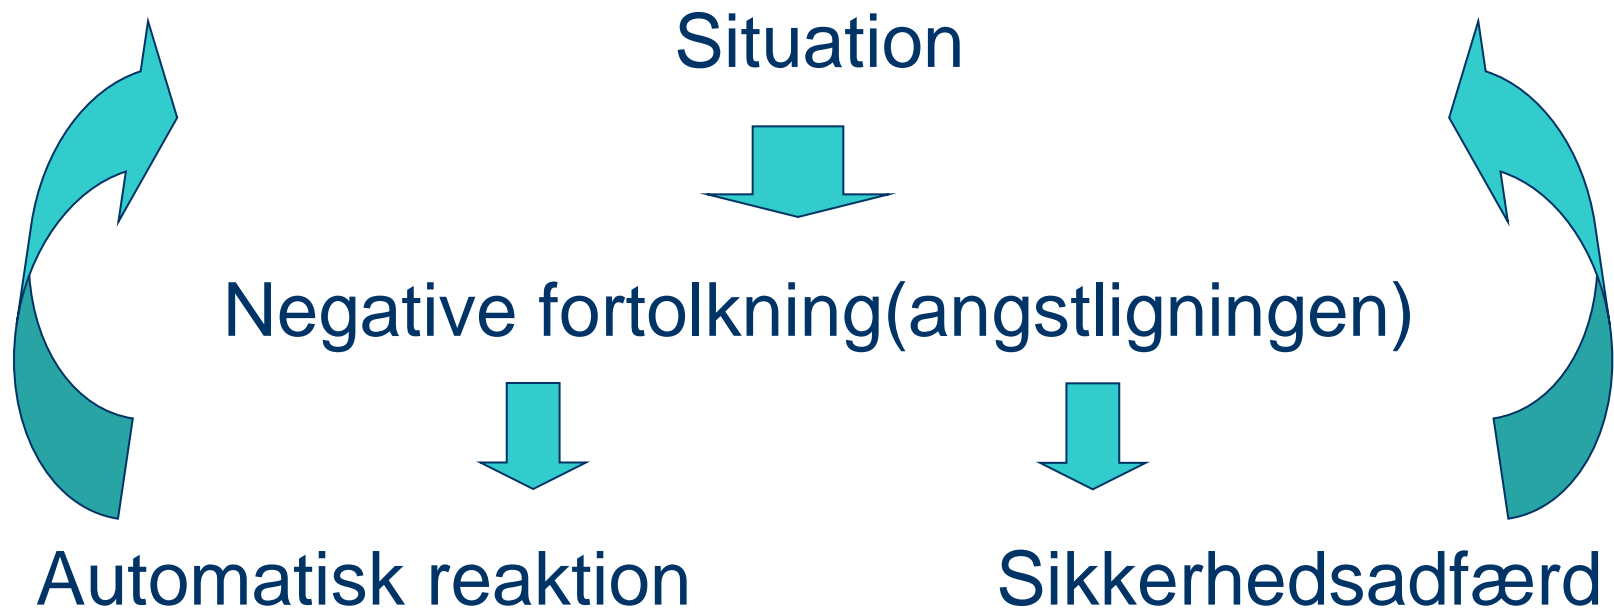 Situation
Negative fortolkning(angstligningen)
Automatisk reaktion
Sikkerhedsadfærd